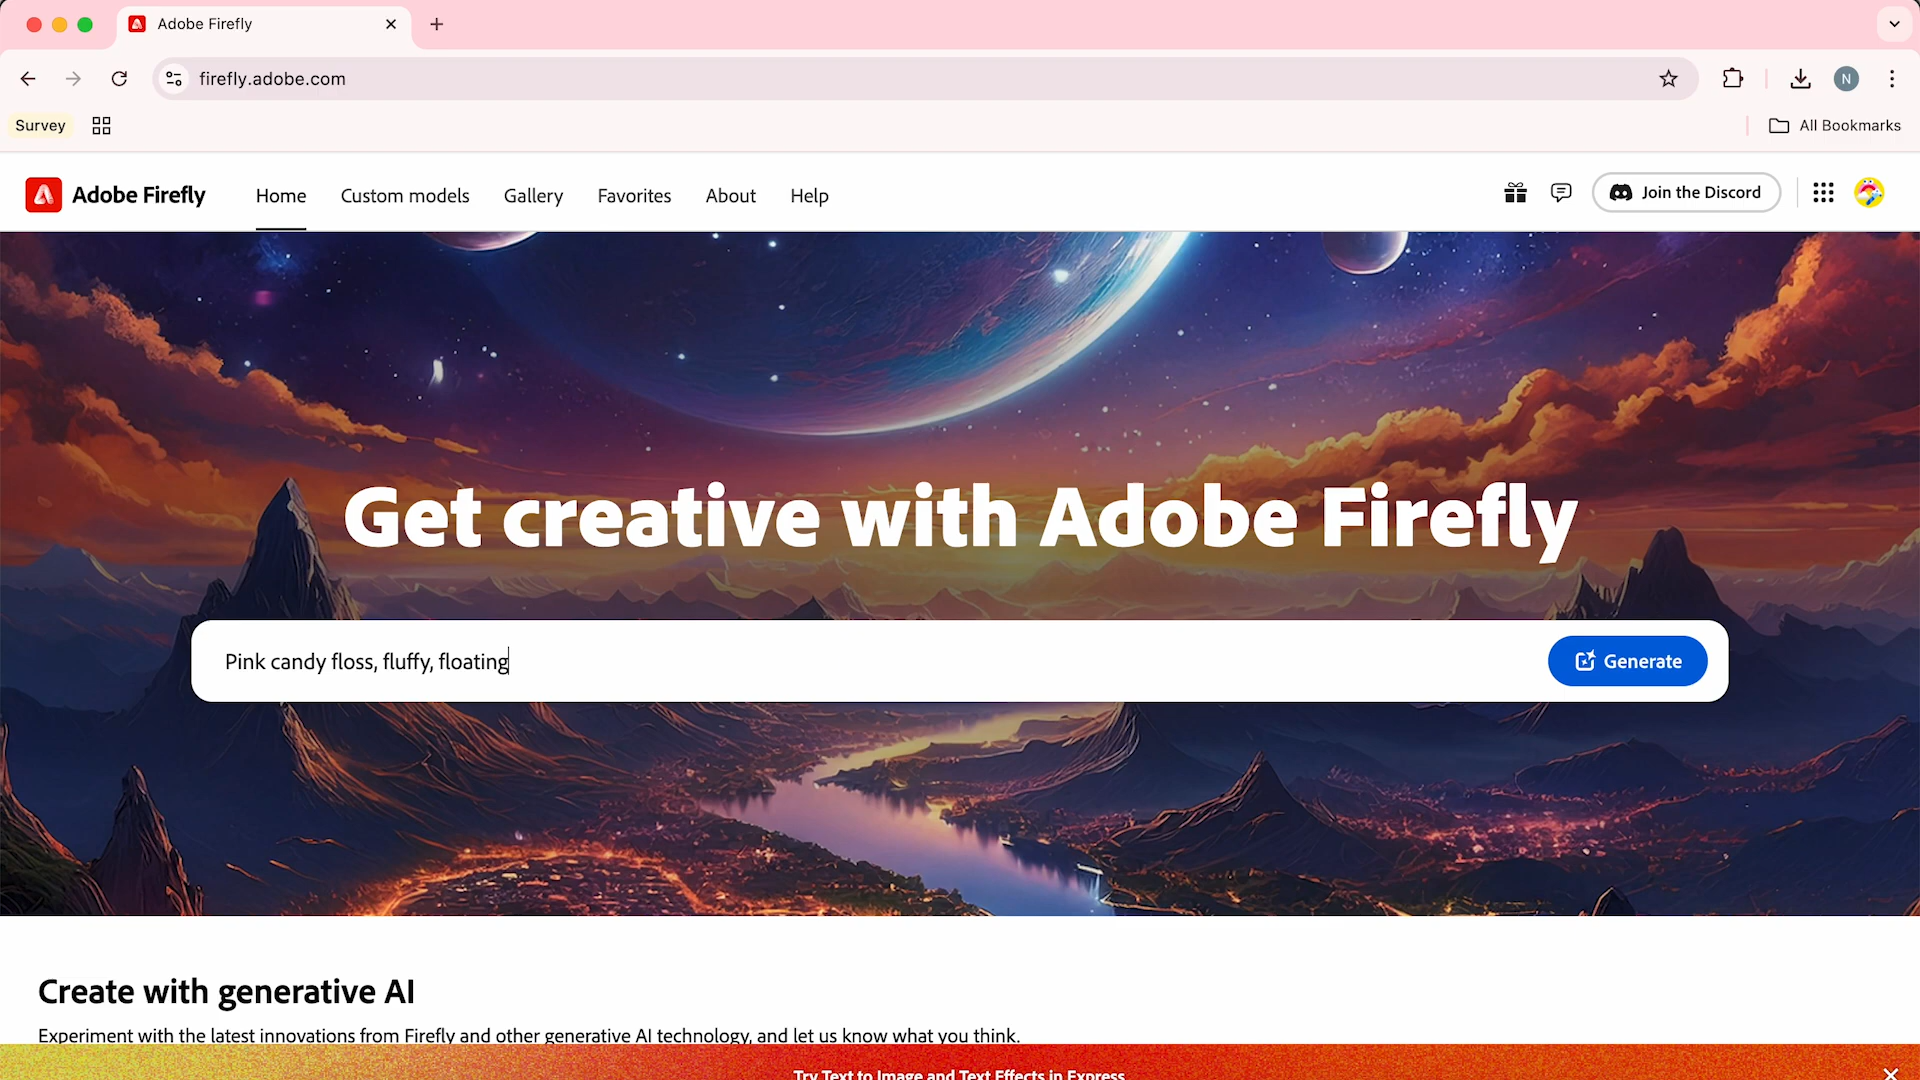 Adobe Firefly
firefly.adobe.com
N
Survey
All Bookmarks
Adobe Firefly
Home
Custom models
Gallery
Favorites
About
Help
Join the Discord
Get creative with Adobe Firefly
Pink candy floss, fluffy, floating
Generate
Create with generative AI
Experiment with the latest innovations from Firefly and other generative AI technology, and let us know what you think.
Try Text to Image and Text Effects in Express